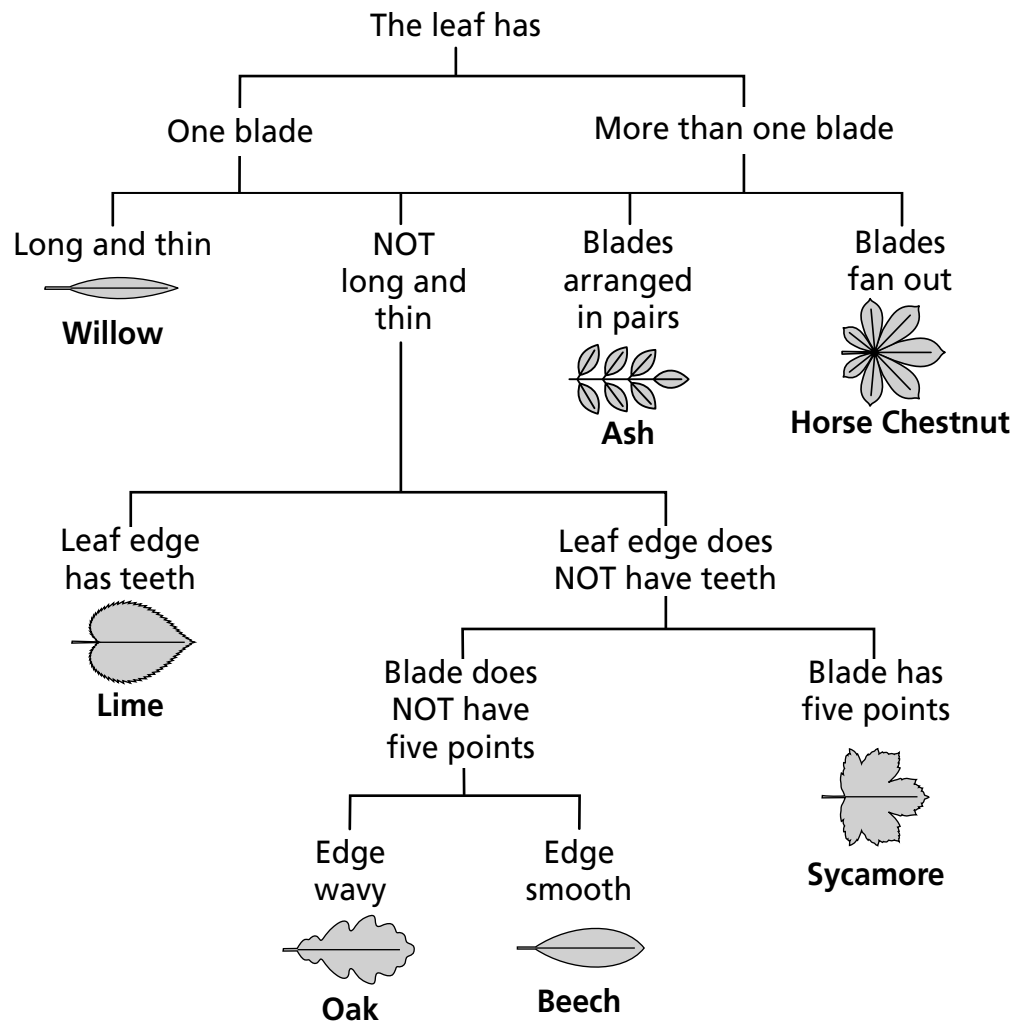 The leaf has
One blade
More than one blade
Long and thin
Willow
NOT
long and
thin
Blades
arranged
in pairs
Ash
Blades
fan out
Horse Chestnut
Leaf edge
has teeth
Lime
Leaf edge does
NOT have teeth
Blade does
NOT have
five points
Blade has
five points
Sycamore
Edge
wavy
Oak
Edge
smooth
Beech